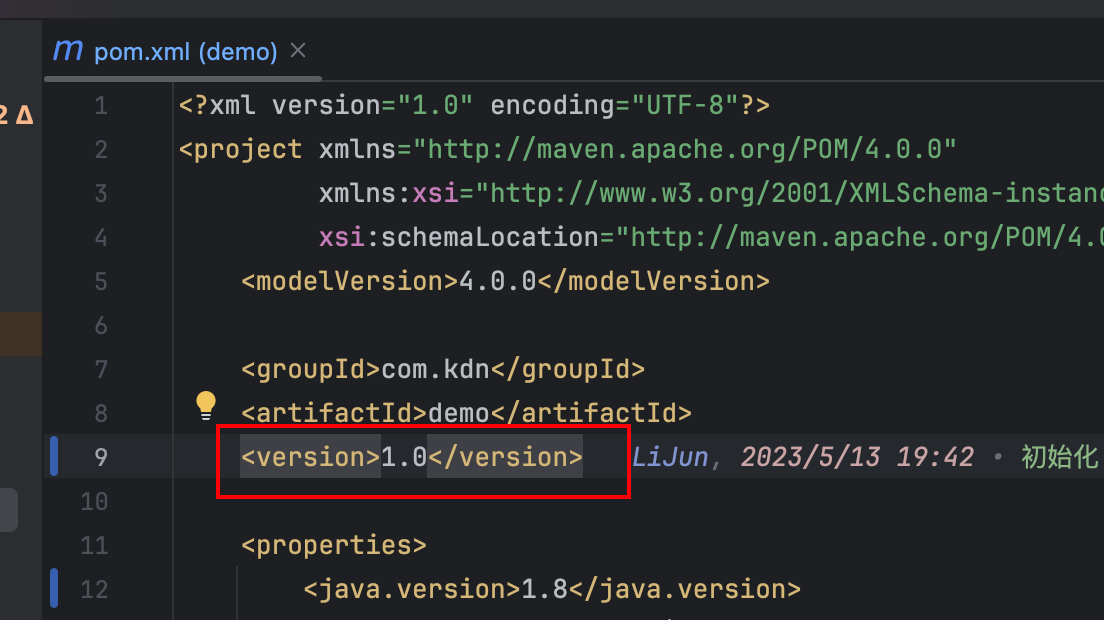 m pom.xml (demo) ×
2 Δ
1 <?xml version="1.0" encoding="UTF-8"?>
2 <project xmlns="http://maven.apache.org/POM/4.0.0"
3 xmlns:xsi="http://www.w3.org/2001/XMLSchema-instanc
4 xsi:schemaLocation="http://maven.apache.org/POM/4.0
5 <modelVersion>4.0.0</modelVersion>
6
7 <groupId>com.kdn</groupId>
8 <artifactId>demo</artifactId>
9 <version>1.0</version> LiJun, 2023/5/13 19:42 • 初始化
10
11 <properties>
12 <java.version>1.8</java.version>